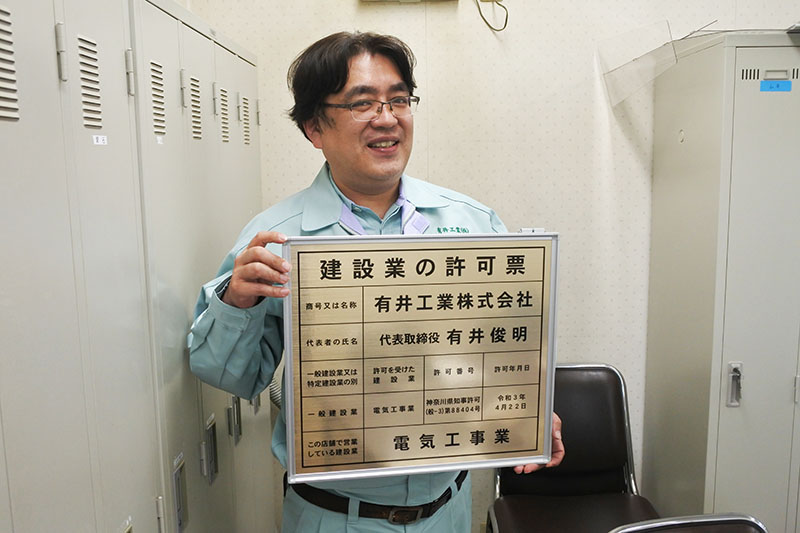 有井工業(株)
建設業の許可票
商号又は名称
有井工業株式会社
代表者の氏名
代表取締役 有井俊明
一般建設業又は
特定建設業の別
許可を受けた
建設業
許可番号
許可年月日
一般建設業
電気工事業
神奈川県知事許可
(般-3)第88404号
令和3年
4月22日
この店舗で営業
している建設業
電気工事業